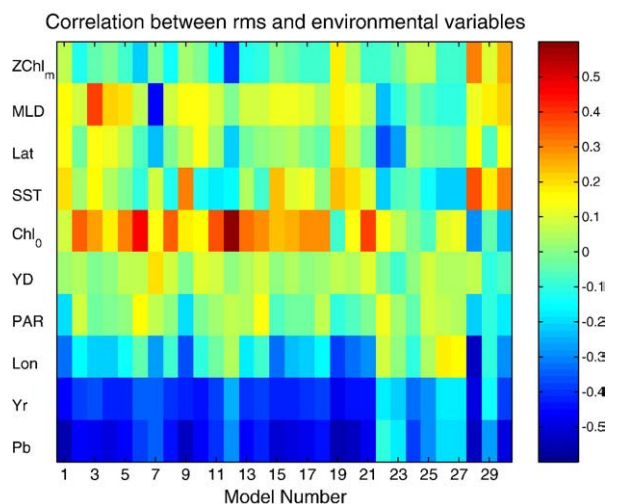 Correlation between rms and environmental variables
ZChl_m
MLD
Lat
SST
Chl_0
YD
PAR
Lon
Yr
Pb
1 3 5 7 9 11 13 15 17 19 21 23 25 27 29
Model Number
0.5
0.4
0.3
0.2
0.1
0
-0.1
-0.2
-0.3
-0.4
-0.5